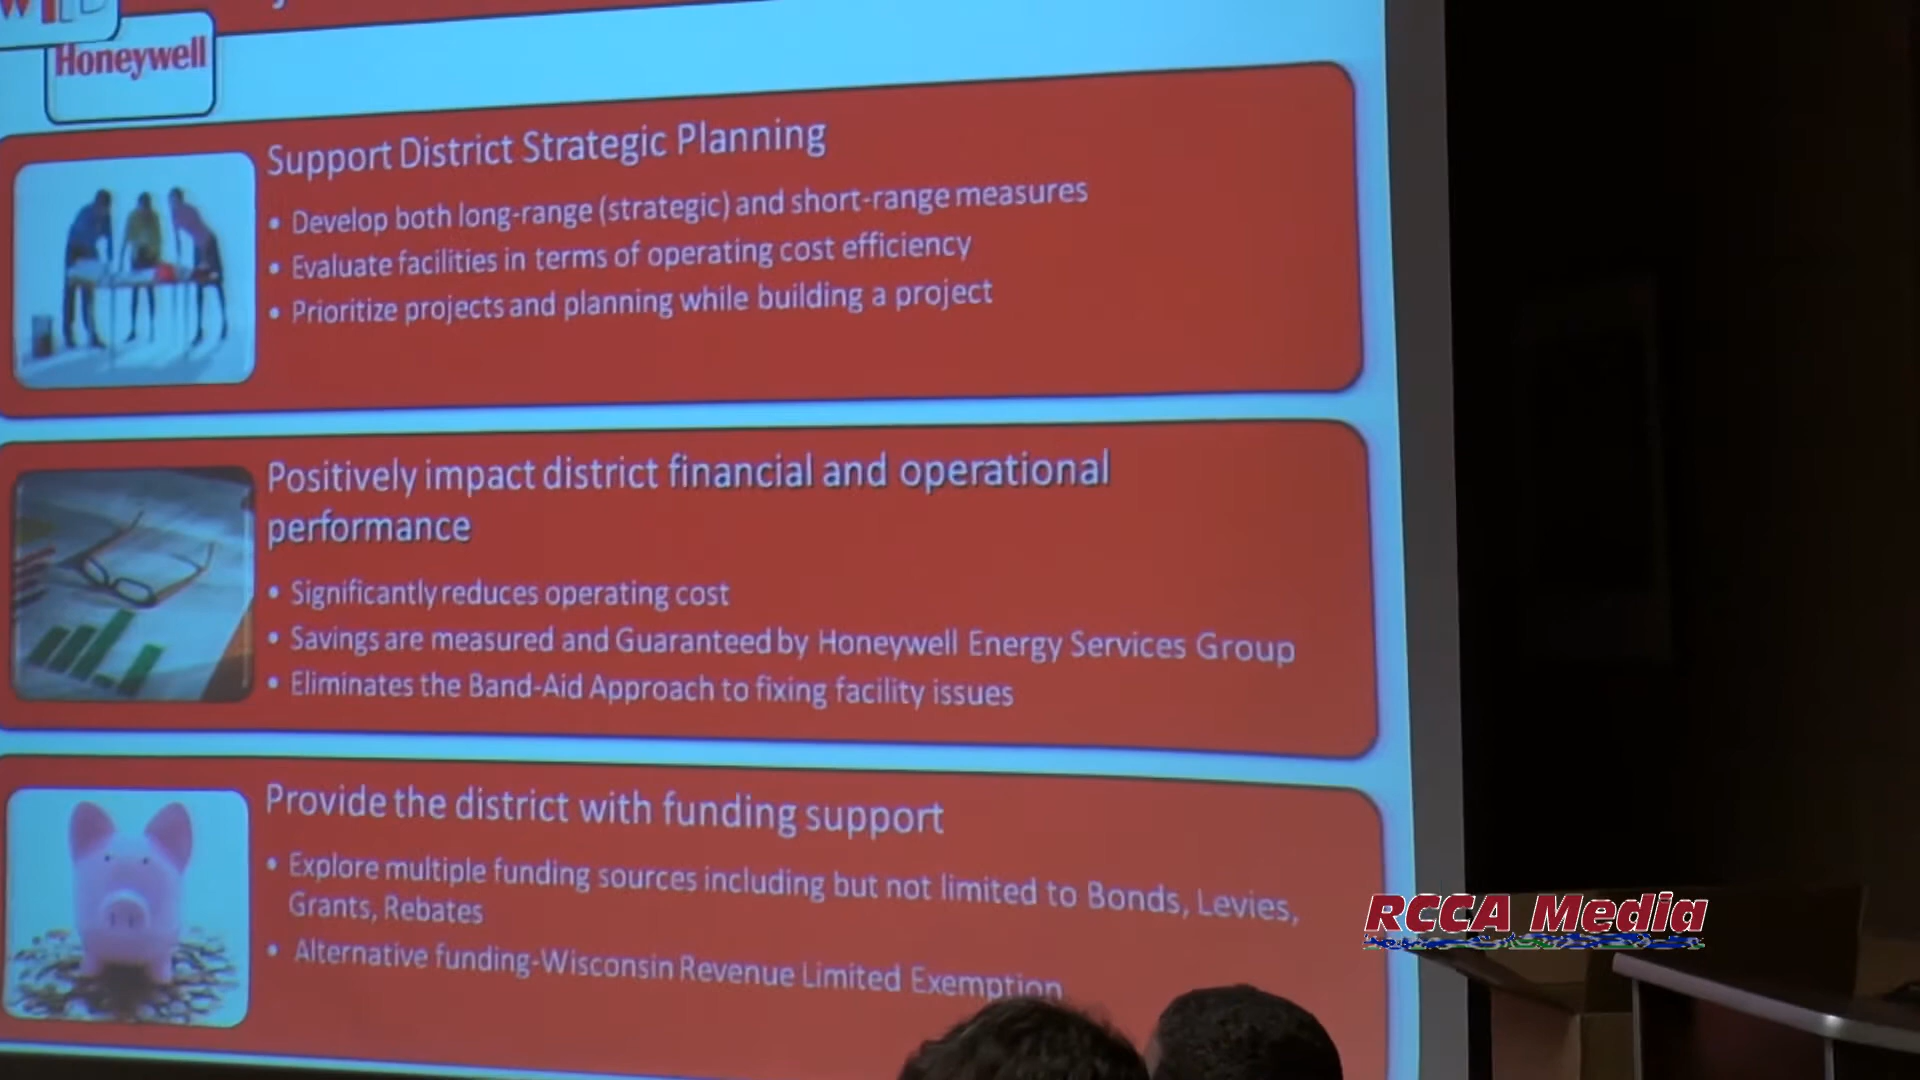 Honeywell
Support District Strategic Planning
• Develop both long-range (strategic) and short-range measures
• Evaluate facilities in terms of operating cost efficiency
• Prioritize projects and planning while building a project
Positively impact district financial and operational
performance
• Significantly reduces operating cost
• Savings are measured and Guaranteed by Honeywell Energy Services Group
• Eliminates the Band-Aid Approach to fixing facility issues
Provide the district with funding support
• Explore multiple funding sources including but not limited to Bonds, Levies,
Grants, Rebates
• Alternative funding-Wisconsin Revenue Limited Exemption
RCCA Media